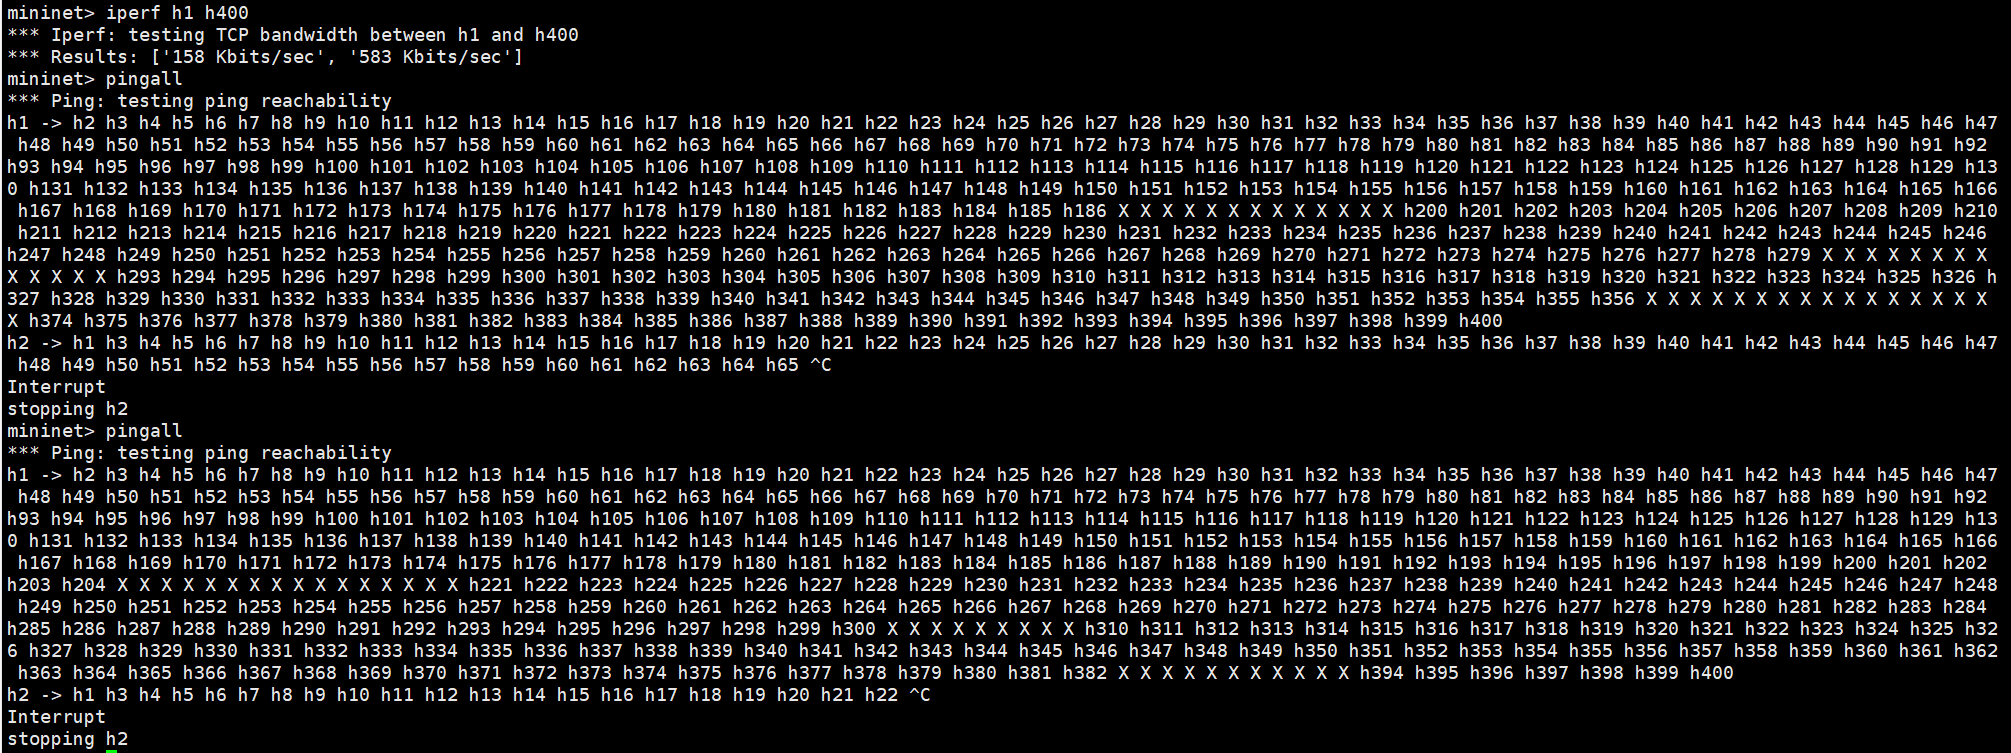 mininet> iperf h1 h400
*** Iperf: testing TCP bandwidth between h1 and h400
*** Results: ['158 Kbits/sec', '583 Kbits/sec']
mininet> pingall
*** Ping: testing ping reachability
h1 -> h2 h3 h4 h5 h6 h7 h8 h9 h10 h11 h12 h13 h14 h15 h16 h17 h18 h19 h20 h21 h22 h23 h24 h25 h26 h27 h28 h29 h30 h31 h32 h33 h34 h35 h36 h37 h38 h39 h40 h41 h42 h43 h44 h45 h46 h47
h48 h49 h50 h51 h52 h53 h54 h55 h56 h57 h58 h59 h60 h61 h62 h63 h64 h65 h66 h67 h68 h69 h70 h71 h72 h73 h74 h75 h76 h77 h78 h79 h80 h81 h82 h83 h84 h85 h86 h87 h88 h89 h90 h91 h92
h93 h94 h95 h96 h97 h98 h99 h100 h101 h102 h103 h104 h105 h106 h107 h108 h109 h110 h111 h112 h113 h114 h115 h116 h117 h118 h119 h120 h121 h122 h123 h124 h125 h126 h127 h128 h129 h13
0 h131 h132 h133 h134 h135 h136 h137 h138 h139 h140 h141 h142 h143 h144 h145 h146 h147 h148 h149 h150 h151 h152 h153 h154 h155 h156 h157 h158 h159 h160 h161 h162 h163 h164 h165 h166
h167 h168 h169 h170 h171 h172 h173 h174 h175 h176 h177 h178 h179 h180 h181 h182 h183 h184 h185 h186 X X X X X X X X X X X X X h200 h201 h202 h203 h204 h205 h206 h207 h208 h209 h210
h211 h212 h213 h214 h215 h216 h217 h218 h219 h220 h221 h222 h223 h224 h225 h226 h227 h228 h229 h230 h231 h232 h233 h234 h235 h236 h237 h238 h239 h240 h241 h242 h243 h244 h245 h246
h247 h248 h249 h250 h251 h252 h253 h254 h255 h256 h257 h258 h259 h260 h261 h262 h263 h264 h265 h266 h267 h268 h269 h270 h271 h272 h273 h274 h275 h276 h277 h278 h279 X X X X X X X X
X X X X X h293 h294 h295 h296 h297 h298 h299 h300 h301 h302 h303 h304 h305 h306 h307 h308 h309 h310 h311 h312 h313 h314 h315 h316 h317 h318 h319 h320 h321 h322 h323 h324 h325 h326 h
327 h328 h329 h330 h331 h332 h333 h334 h335 h336 h337 h338 h339 h340 h341 h342 h343 h344 h345 h346 h347 h348 h349 h350 h351 h352 h353 h354 h355 h356 X X X X X X X X X X X X X X X X
X h374 h375 h376 h377 h378 h379 h380 h381 h382 h383 h384 h385 h386 h387 h388 h389 h390 h391 h392 h393 h394 h395 h396 h397 h398 h399 h400
h2 -> h1 h3 h4 h5 h6 h7 h8 h9 h10 h11 h12 h13 h14 h15 h16 h17 h18 h19 h20 h21 h22 h23 h24 h25 h26 h27 h28 h29 h30 h31 h32 h33 h34 h35 h36 h37 h38 h39 h40 h41 h42 h43 h44 h45 h46 h47
h48 h49 h50 h51 h52 h53 h54 h55 h56 h57 h58 h59 h60 h61 h62 h63 h64 h65 ^C
Interrupt
stopping h2
mininet> pingall
*** Ping: testing ping reachability
h1 -> h2 h3 h4 h5 h6 h7 h8 h9 h10 h11 h12 h13 h14 h15 h16 h17 h18 h19 h20 h21 h22 h23 h24 h25 h26 h27 h28 h29 h30 h31 h32 h33 h34 h35 h36 h37 h38 h39 h40 h41 h42 h43 h44 h45 h46 h47
h48 h49 h50 h51 h52 h53 h54 h55 h56 h57 h58 h59 h60 h61 h62 h63 h64 h65 h66 h67 h68 h69 h70 h71 h72 h73 h74 h75 h76 h77 h78 h79 h80 h81 h82 h83 h84 h85 h86 h87 h88 h89 h90 h91 h92
h93 h94 h95 h96 h97 h98 h99 h100 h101 h102 h103 h104 h105 h106 h107 h108 h109 h110 h111 h112 h113 h114 h115 h116 h117 h118 h119 h120 h121 h122 h123 h124 h125 h126 h127 h128 h129 h13
0 h131 h132 h133 h134 h135 h136 h137 h138 h139 h140 h141 h142 h143 h144 h145 h146 h147 h148 h149 h150 h151 h152 h153 h154 h155 h156 h157 h158 h159 h160 h161 h162 h163 h164 h165 h166
h167 h168 h169 h170 h171 h172 h173 h174 h175 h176 h177 h178 h179 h180 h181 h182 h183 h184 h185 h186 h187 h188 h189 h190 h191 h192 h193 h194 h195 h196 h197 h198 h199 h200 h201 h202
h203 h204 X X X X X X X X X X X X X X X X h221 h222 h223 h224 h225 h226 h227 h228 h229 h230 h231 h232 h233 h234 h235 h236 h237 h238 h239 h240 h241 h242 h243 h244 h245 h246 h247 h248
h249 h250 h251 h252 h253 h254 h255 h256 h257 h258 h259 h260 h261 h262 h263 h264 h265 h266 h267 h268 h269 h270 h271 h272 h273 h274 h275 h276 h277 h278 h279 h280 h281 h282 h283 h284
h285 h286 h287 h288 h289 h290 h291 h292 h293 h294 h295 h296 h297 h298 h299 h300 X X X X X X X X X h310 h311 h312 h313 h314 h315 h316 h317 h318 h319 h320 h321 h322 h323 h324 h325 h32
6 h327 h328 h329 h330 h331 h332 h333 h334 h335 h336 h337 h338 h339 h340 h341 h342 h343 h344 h345 h346 h347 h348 h349 h350 h351 h352 h353 h354 h355 h356 h357 h358 h359 h360 h361 h362
h363 h364 h365 h366 h367 h368 h369 h370 h371 h372 h373 h374 h375 h376 h377 h378 h379 h380 h381 h382 X X X X X X X X X X X h394 h395 h396 h397 h398 h399 h400
h2 -> h1 h3 h4 h5 h6 h7 h8 h9 h10 h11 h12 h13 h14 h15 h16 h17 h18 h19 h20 h21 h22 ^C
Interrupt
stopping h2